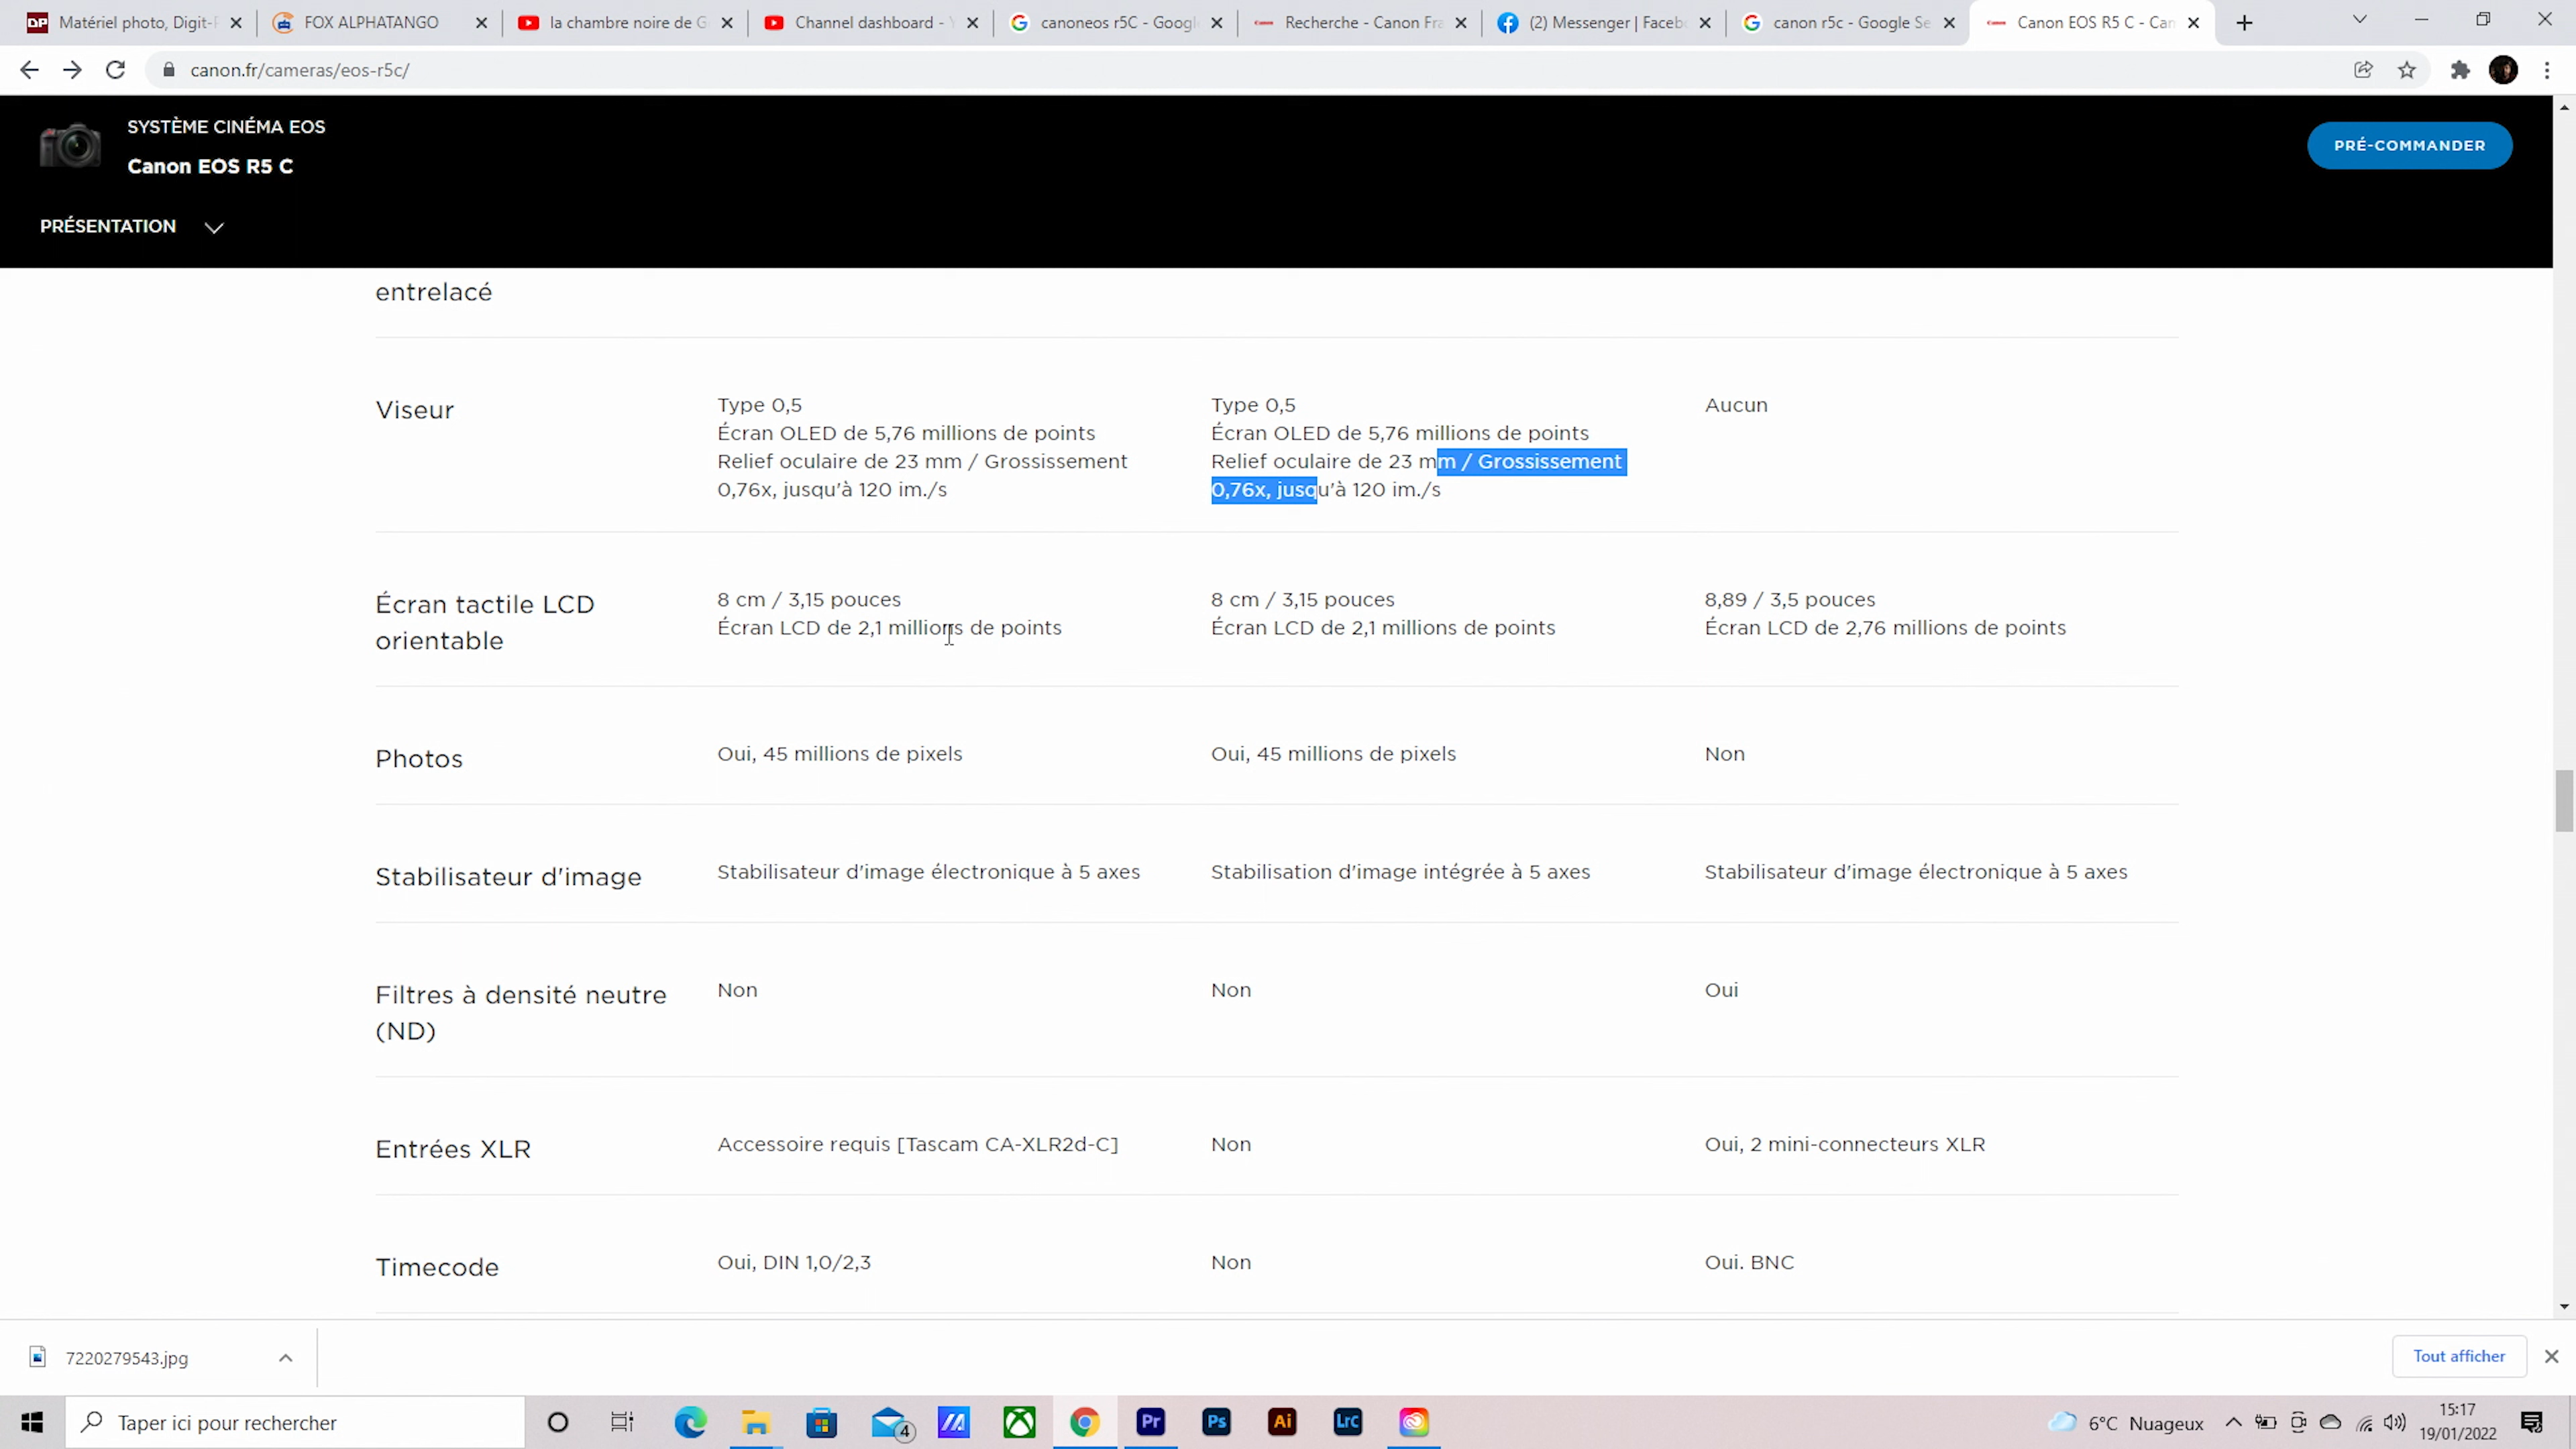 Matériel photo, Digit-P
FOX ALPHATANGO
la chambre noire de G
Channel dashboard - Y
canoneos r5C - Google
Recherche - Canon Fra
(2) Messenger | Facebo
canon r5c - Google Se
Canon EOS R5 C - Can
canon.fr/cameras/eos-r5c/
SYSTÈME CINÉMA EOS
Canon EOS R5 C
PRÉ-COMMANDER
PRÉSENTATION
entrelacé
Viseur
Type 0,5
Écran OLED de 5,76 millions de points
Relief oculaire de 23 mm / Grossissement
0,76x, jusqu'à 120 im./s
Type 0,5
Écran OLED de 5,76 millions de points
Relief oculaire de 23 mm / Grossissement
0,76x, jusqu'à 120 im./s
Aucun
Écran tactile LCD
orientable
8 cm / 3,15 pouces
Écran LCD de 2,1 millions de points
8 cm / 3,15 pouces
Écran LCD de 2,1 millions de points
8,89 / 3,5 pouces
Écran LCD de 2,76 millions de points
Photos
Oui, 45 millions de pixels
Oui, 45 millions de pixels
Non
Stabilisateur d'image
Stabilisateur d'image électronique à 5 axes
Stabilisation d'image intégrée à 5 axes
Stabilisateur d'image électronique à 5 axes
Filtres à densité neutre
(ND)
Non
Non
Oui
Entrées XLR
Accessoire requis [Tascam CA-XLR2d-C]
Non
Oui, 2 mini-connecteurs XLR
Timecode
Oui, DIN 1,0/2,3
Non
Oui. BNC
7220279543.jpg
Tout afficher
Taper ici pour rechercher
4
Pr
Ps
Ai
Lrc
6°C Nuageux
15:17
19/01/2022